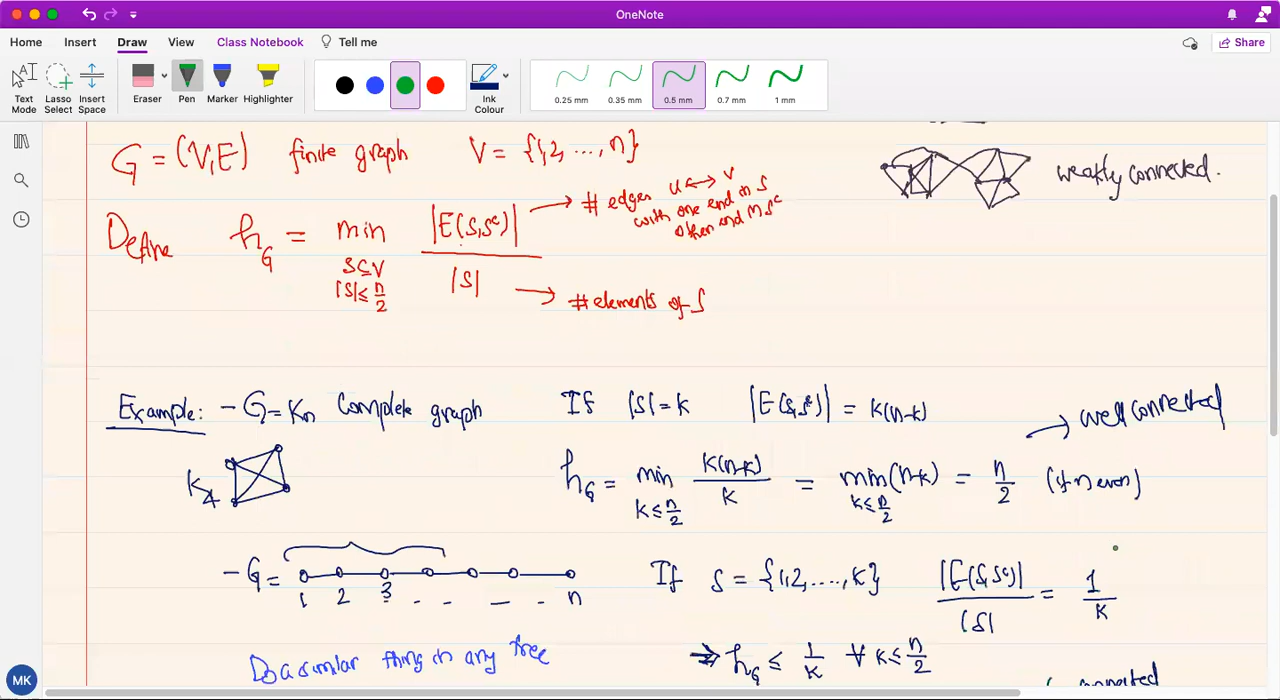 OneNote
Home Insert Draw View Class Notebook Tell me
Share
Text Mode
Lasso Select
Insert Space
Eraser
Pen
Marker
Highlighter
Ink Colour
0.25 mm
0.35 mm
0.5 mm
0.7 mm
1 mm
G = (V,E) finite graph V = {1,2,...,n}
weakly connected.
Define h_G = min_{S⊆V, |S|≤n/2} |E(S,S^c)| / |S|
→ # edges u↔v
with one end in S
other end in S^c
→ # elements of S
Example: - G=K_n Complete graph
If |S|=k |E(S,S^c)| = k(n-k)
→ well connected
K_4
h_G = min_{k≤n/2} k(n-k)/k = min_{k≤n/2} (n-k) = n/2 (if n even)
- G=
1 2 3 . . - - . n
If S = {1,2,....,k} |E(S,S^c)| / |S| = 1/k
Do a similar thing in any tree
⇒ h_G ≤ 1/k ∀ k≤n/2
connected
MK